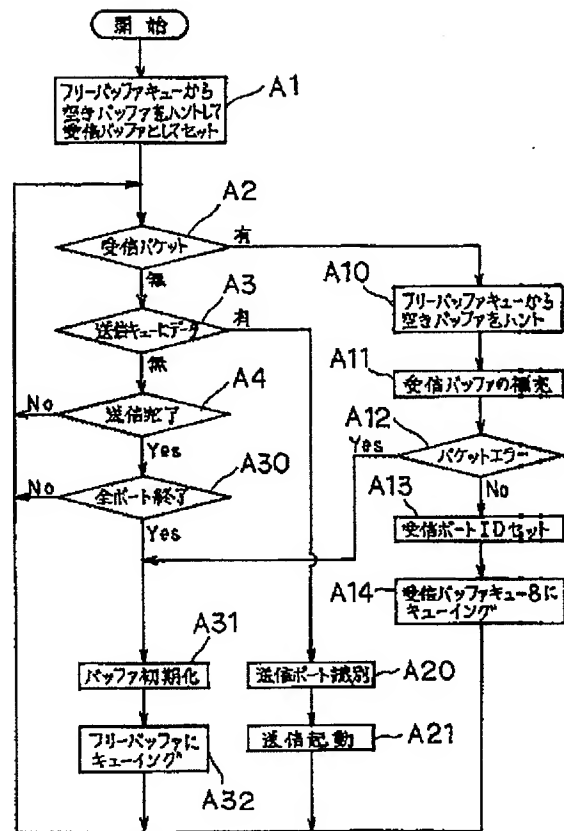 開始
フリーバッファキューから
空きバッファをハントして
受信バッファとしてセット
A1
A2
受信パケット
有
無
A3
送信キューにデータ
有
無
A4
送信完了
No
Yes
A30
全ポート終了
No
Yes
A10
フリーバッファキューから
空きバッファをハント
A11
受信バッファの補充
A12
パケットエラー
Yes
No
A13
受信ポートIDセット
A14
受信バッファキュー8に
キューイング
A31
バッファ初期化
フリーバッファに
キューイング
A32
送信ポート識別
A20
送信起動
A21